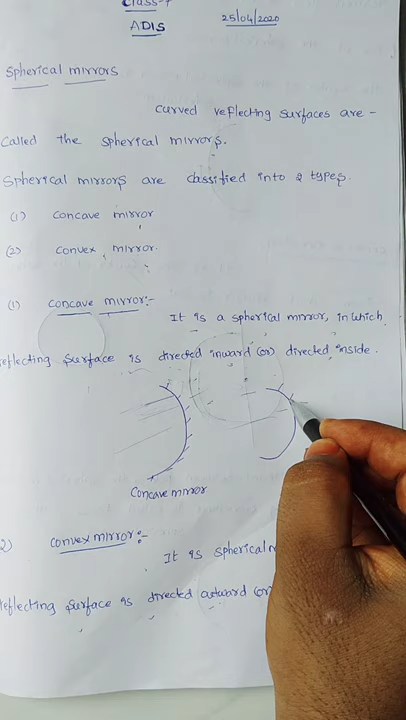 Class-7
ADIS
25/04/2020
Spherical mirrors
curved reflecting surfaces are -
Called the spherical mirrors.
Spherical mirrors are classified into 2 types.
(1) concave mirror
(2) convex mirror.
(1) concave mirror:-
It is a spherical mirror, in which
reflecting surface is directed inward (or) directed inside.
Concave mirror
2) convex mirror:-
It is spherical
reflecting surface is directed outward (or)